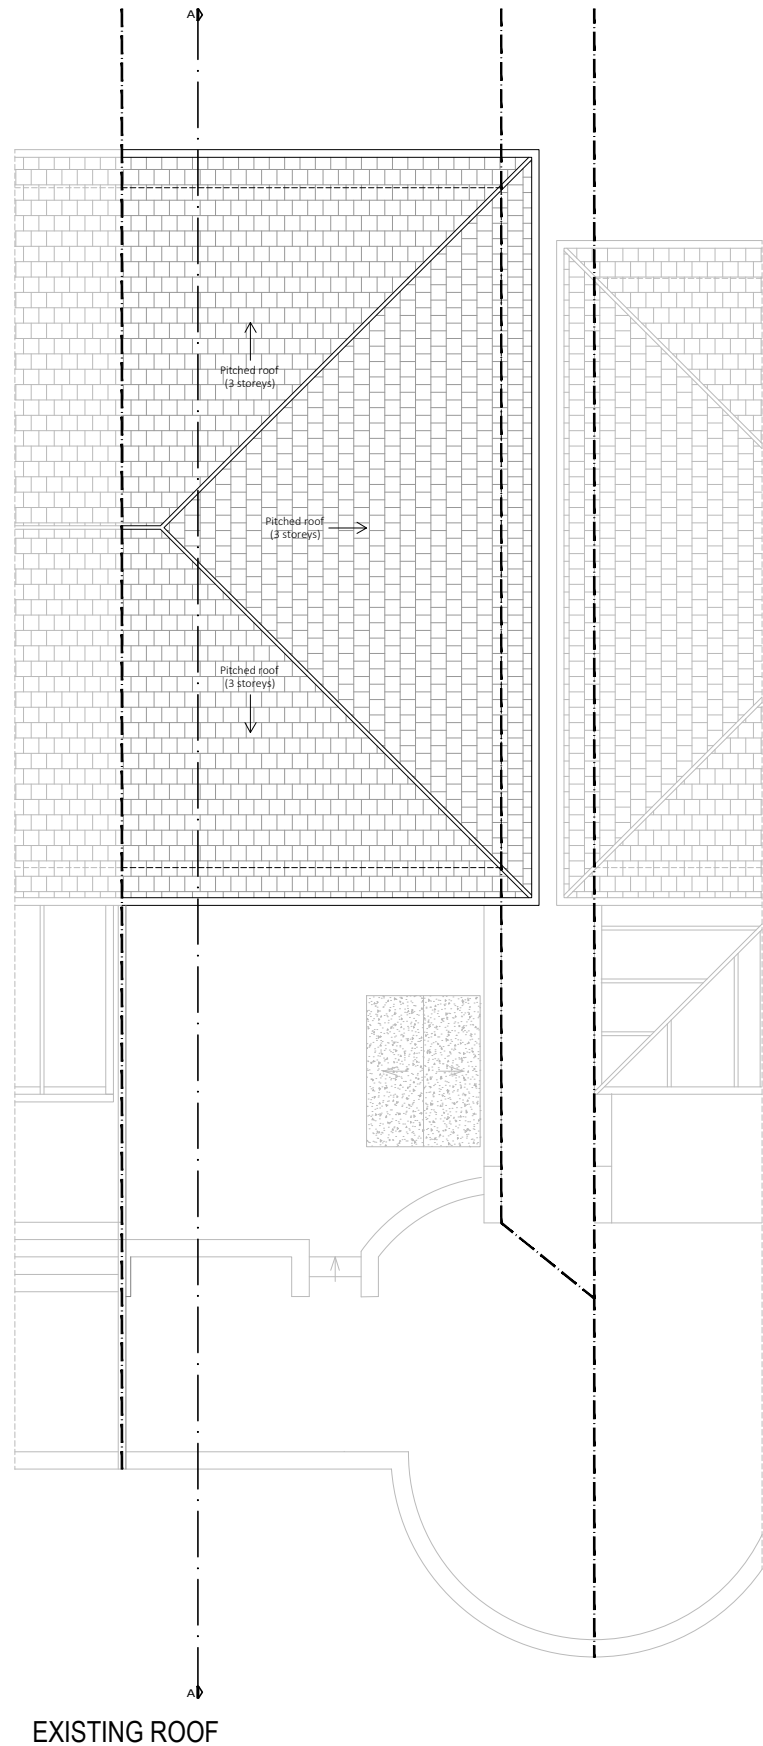 A
Pitched roof
(3 storeys)
Pitched roof
(3 storeys)
Pitched roof
(3 storeys)
A
EXISTING ROOF